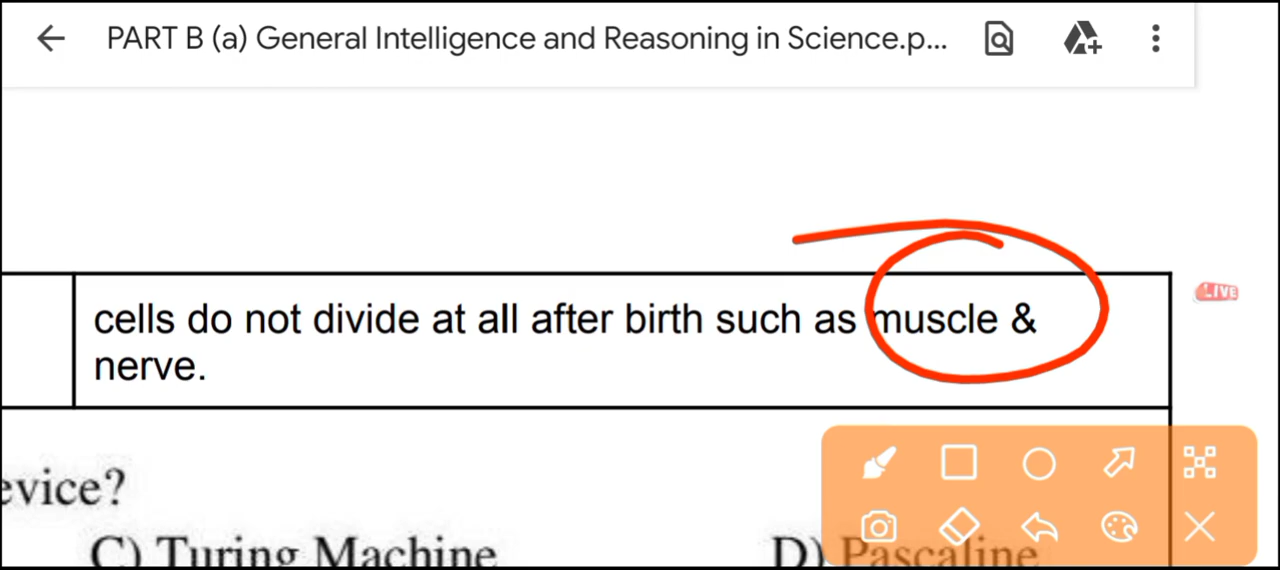 PART B (a) General Intelligence and Reasoning in Science.p...
LIVE
cells do not divide at all after birth such as muscle &
nerve.
evice?
C) Turing Machine D) Pascaline